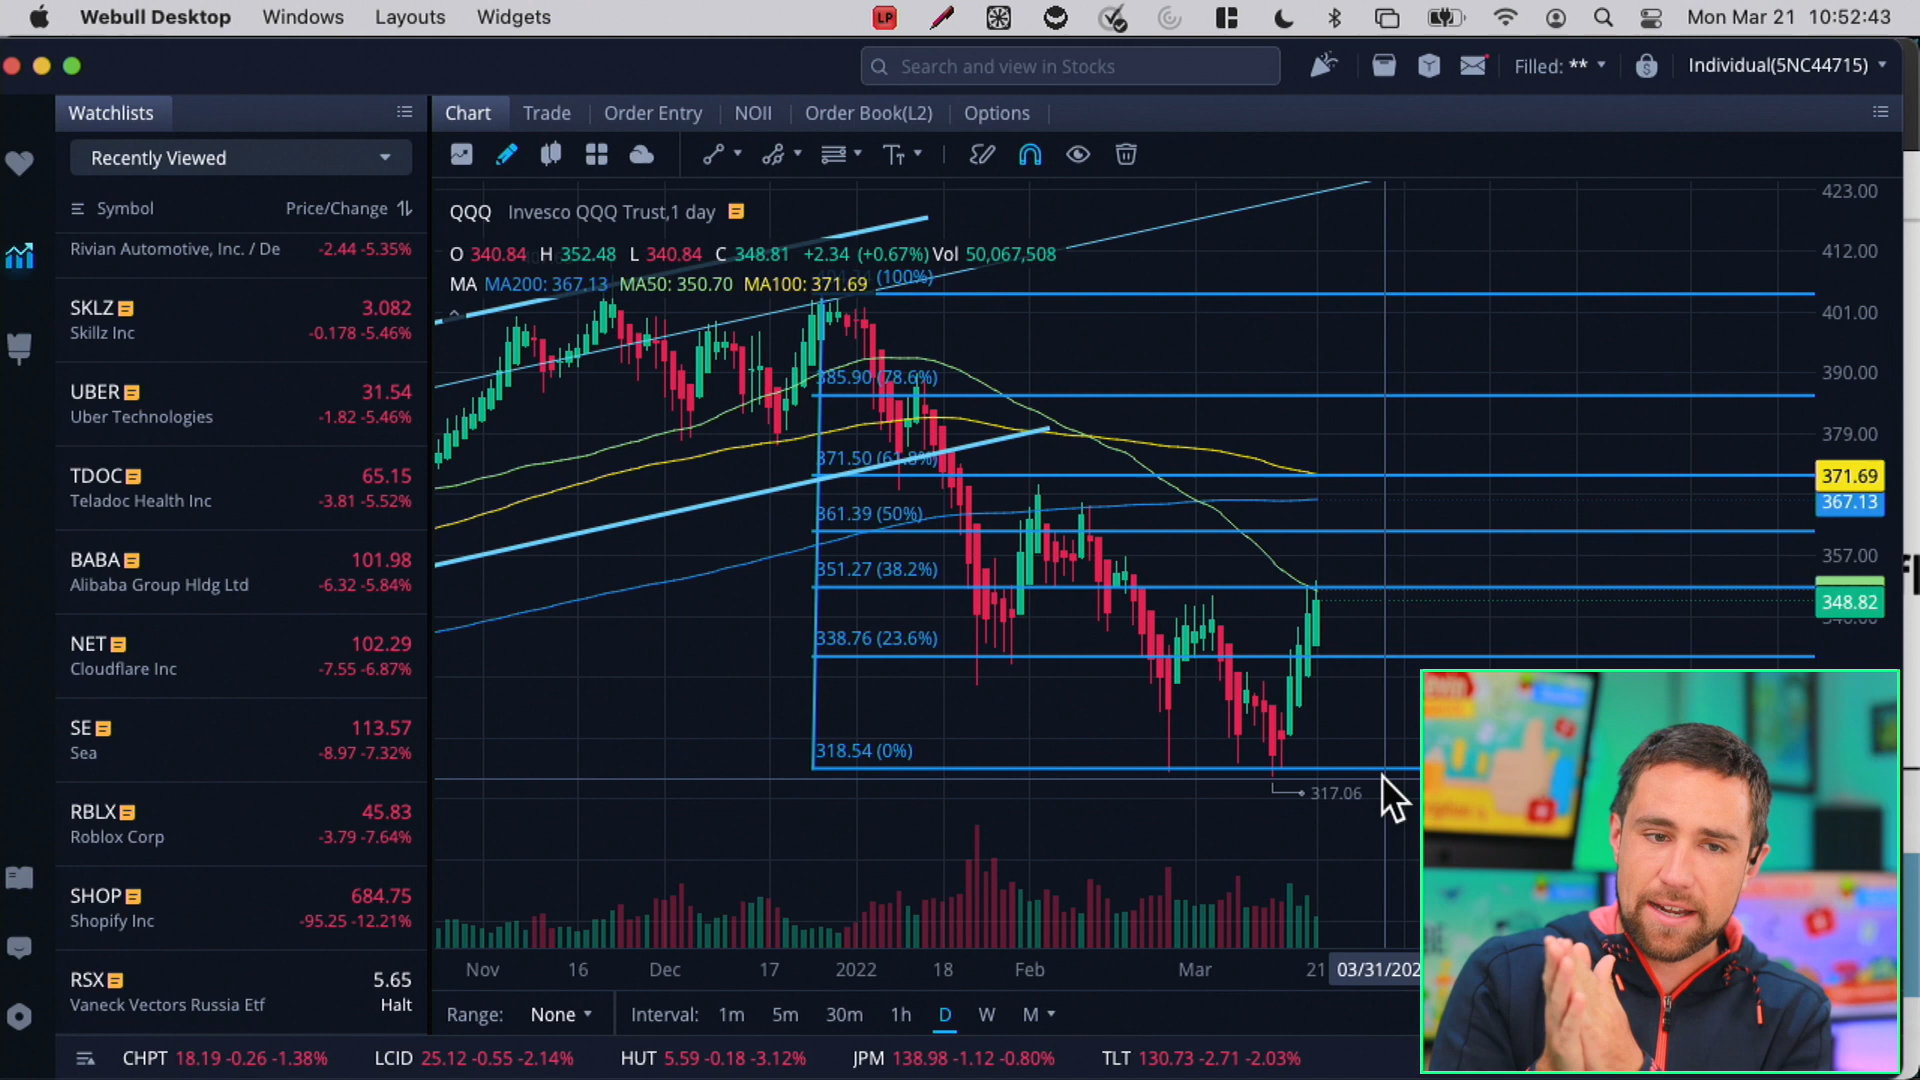 Webull Desktop Windows Layouts Widgets LP Mon Mar 21 10:52:43
Search and view in Stocks Filled: ** Individual(5NC44715)
Watchlists Chart Trade Order Entry NOII Order Book(L2) Options
Recently Viewed
Symbol Price/Change
Rivian Automotive, Inc. / De -2.44 -5.35%
SKLZ 3.082
Skillz Inc -0.178 -5.46%
UBER 31.54
Uber Technologies -1.82 -5.46%
TDOC 65.15
Teladoc Health Inc -3.81 -5.52%
BABA 101.98
Alibaba Group Hldg Ltd -6.32 -5.84%
NET 102.29
Cloudflare Inc -7.55 -6.87%
SE 113.57
Sea -8.97 -7.32%
RBLX 45.83
Roblox Corp -3.79 -7.64%
SHOP 684.75
Shopify Inc -95.25 -12.21%
RSX 5.65
Vaneck Vectors Russia Etf Halt
QQQ Invesco QQQ Trust,1 day
O 340.84 H 352.48 L 340.84 C 348.81 +2.34 (+0.67%) Vol 50,067,508
MA MA200: 367.13 MA50: 350.70 MA100: 371.69 (100%)
385.90 (78.6%)
371.50 (61.8%)
361.39 (50%)
351.27 (38.2%)
338.76 (23.6%)
318.54 (0%)
317.06
423.00
412.00
401.00
390.00
379.00
371.69
367.13
357.00
348.82
Nov 16 Dec 17 2022 18 Feb Mar 21 03/31/202
Range: None Interval: 1m 5m 30m 1h D W M
CHPT 18.19 -0.26 -1.38% LCID 25.12 -0.55 -2.14% HUT 5.59 -0.18 -3.12% JPM 138.98 -1.12 -0.80% TLT 130.73 -2.71 -2.03%